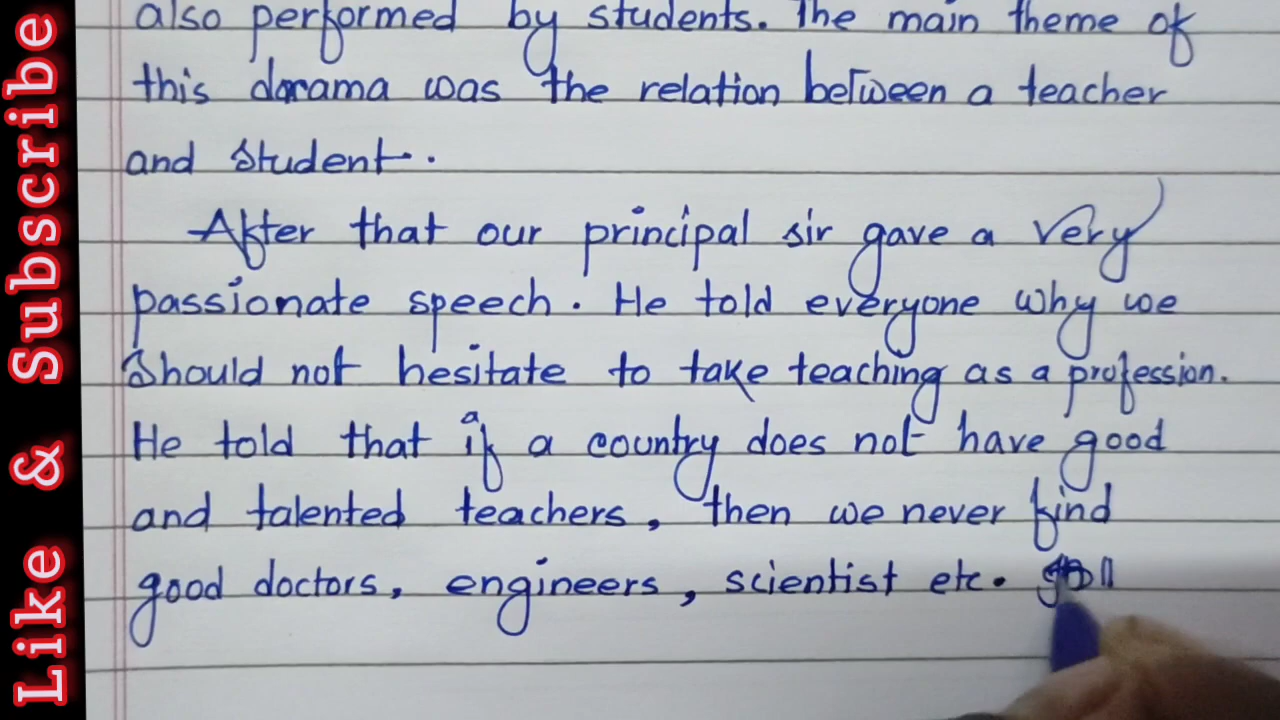 Like & Subscribe
also performed by students. The main theme of
this dorama was the relation between a teacher
and student.
After that our principal sir gave a very
passionate speech. He told everyone why we
should not hesitate to take teaching as a profession.
He told that if a country does not have good
and talented teachers, then we never find
good doctors, engineers, scientist etc.